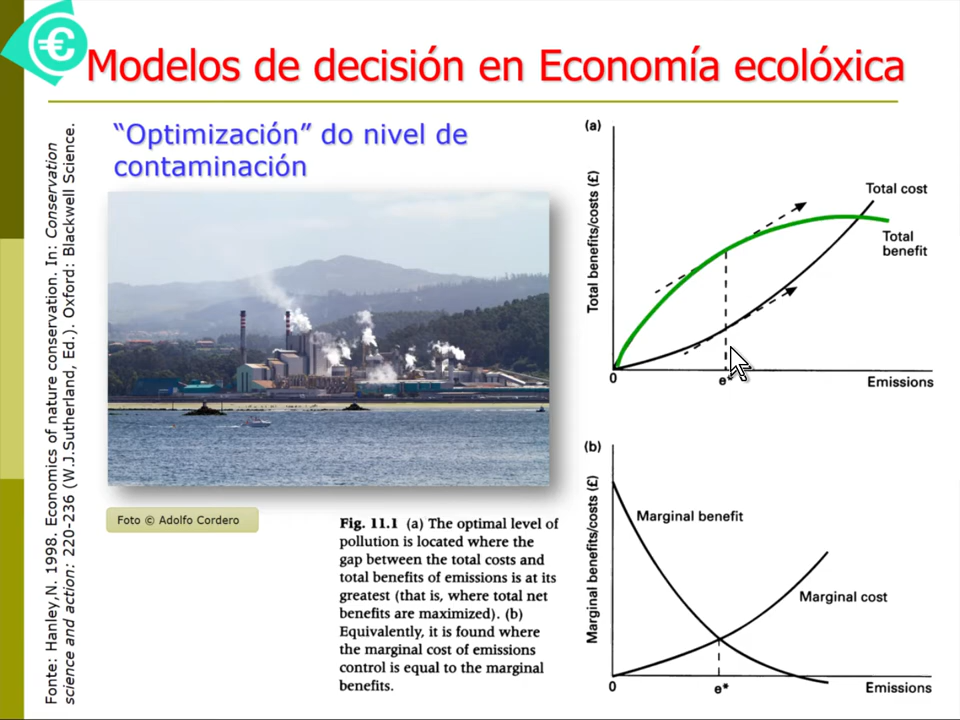 €
Modelos de decisión en Economía ecolóxica
“Optimización” do nivel de
contaminación
Fonte: Hanley,N. 1998. Economics of nature conservation. In: Conservation
science and action: 220-236 (W.J.Sutherland, Ed.). Oxford: Blackwell Science.
Foto © Adolfo Cordero
Fig. 11.1 (a) The optimal level of
pollution is located where the
gap between the total costs and
total benefits of emissions is at its
greatest (that is, where total net
benefits are maximized). (b)
Equivalently, it is found where
the marginal cost of emissions
control is equal to the marginal
benefits.
(a)
Total benefits/costs (£)
Total cost
Total
benefit
0
e*
Emissions
(b)
Marginal benefits/costs (£)
Marginal benefit
Marginal cost
0
e*
Emissions